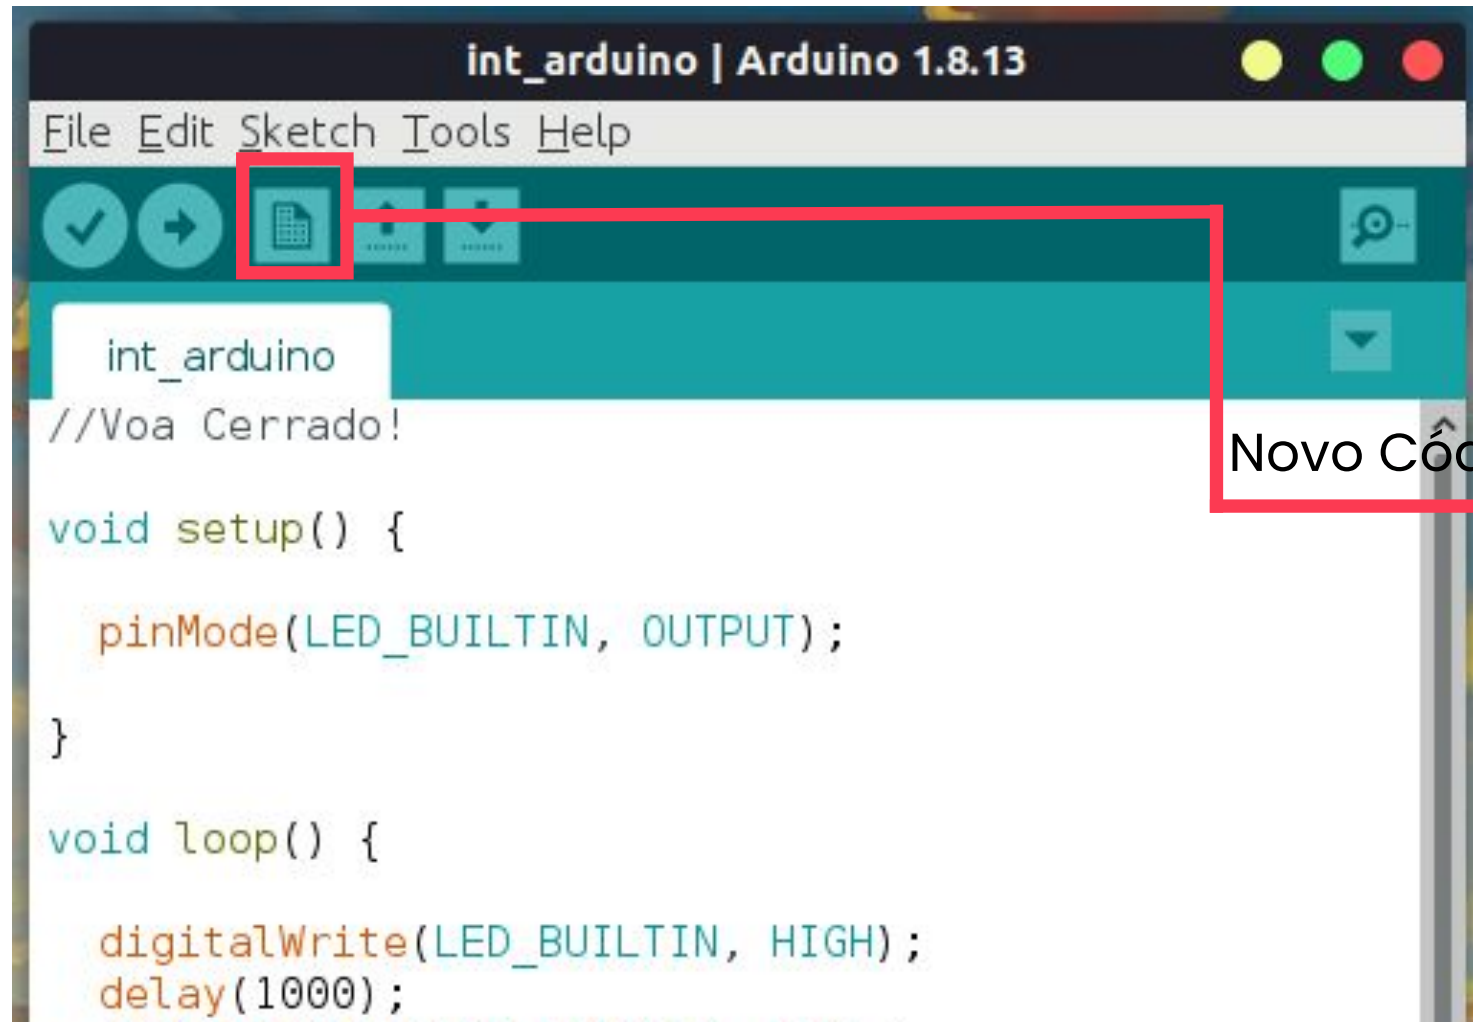 int_arduino | Arduino 1.8.13
File Edit Sketch Tools Help
int_arduino
//Voa Cerrado!
Novo
void setup() {
pinMode(LED_BUILTIN, OUTPUT);
}
void loop() {
digitalWrite(LED_BUILTIN, HIGH);
delay(1000);